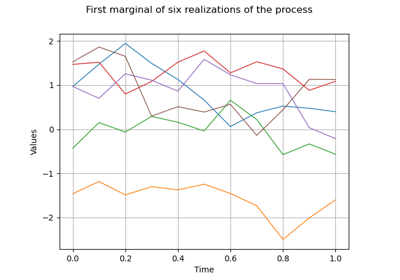 First marginal of six realizations of the process
2
1
0
−1
−2
Values
0.0 0.2 0.4 0.6 0.8 1.0
Time